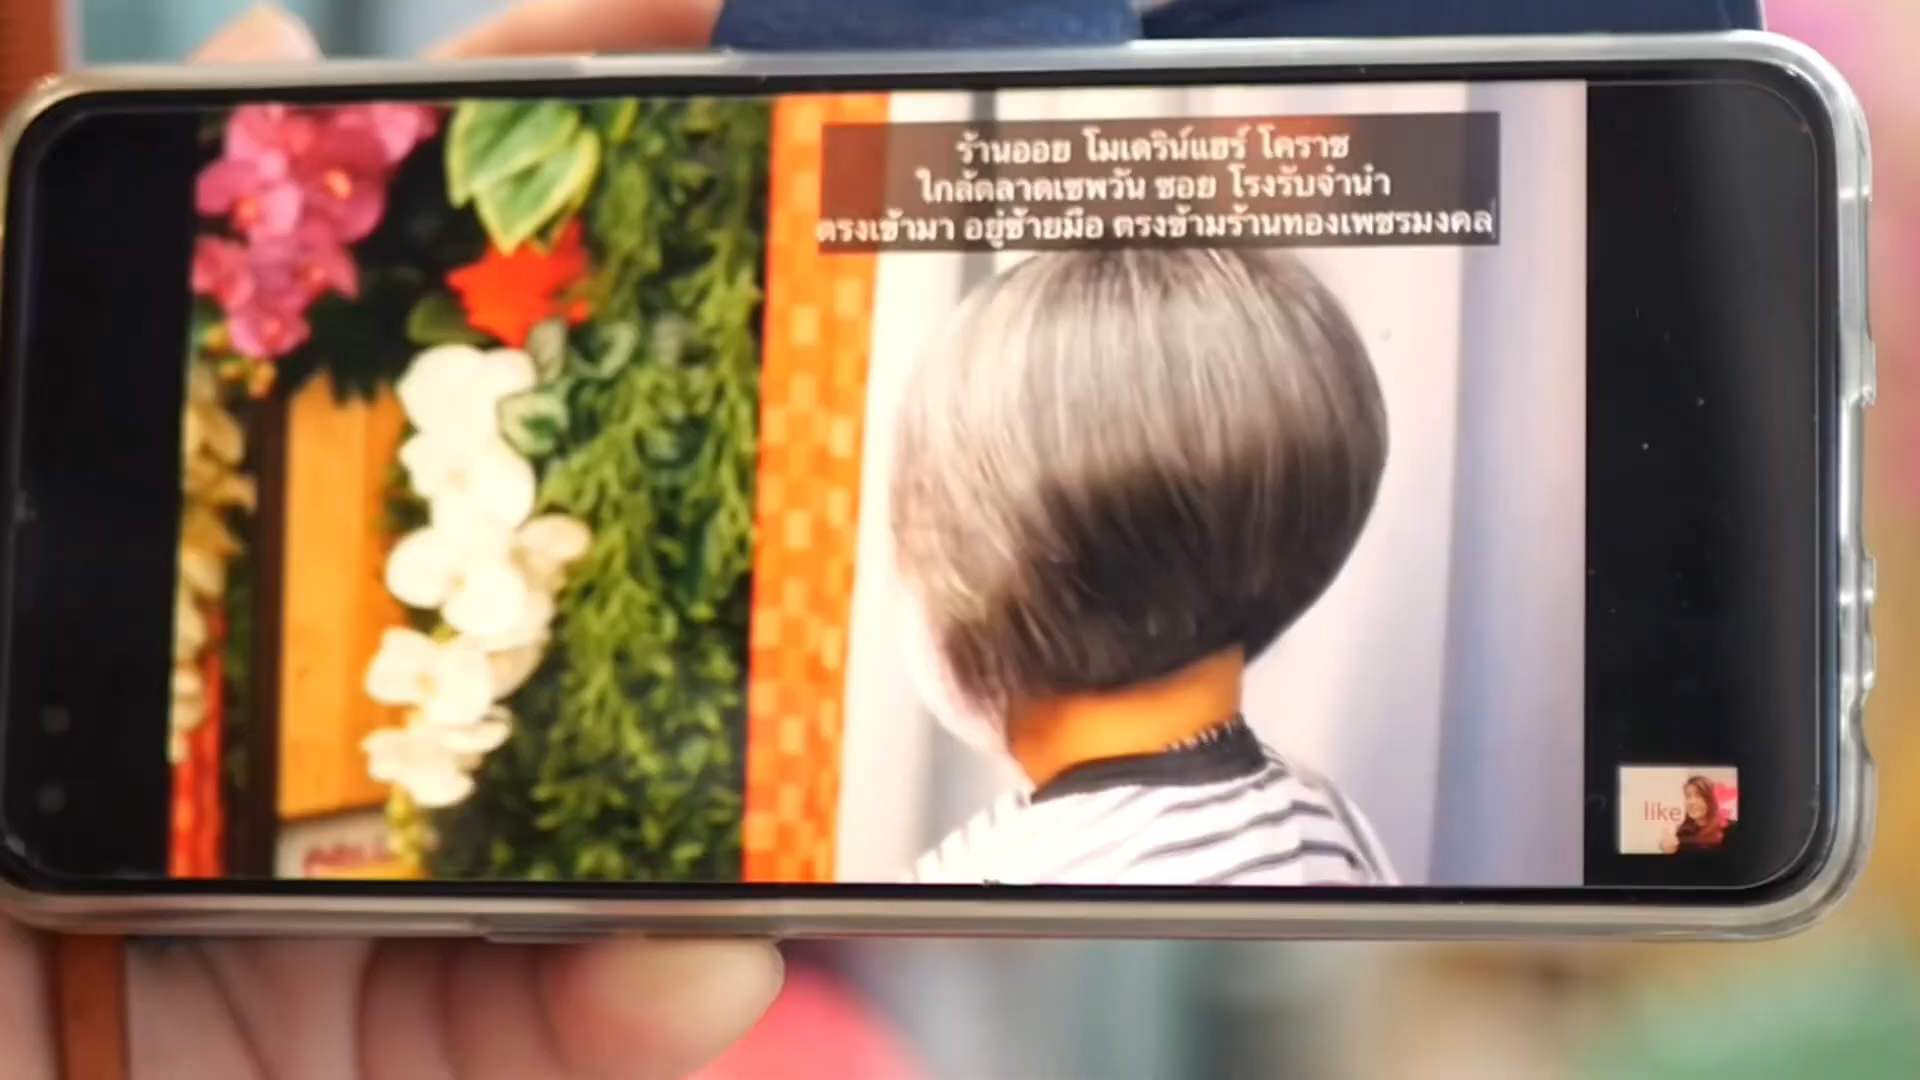 ร้านออย โมเดริน์แฮร์ โคราช
ใกล้ตลาดเซพวัน ซอย โรงรับจำนำ
ตรงเข้ามา อยู่ซ้ายมือ ตรงข้ามร้านทองเพชรมงคล
like